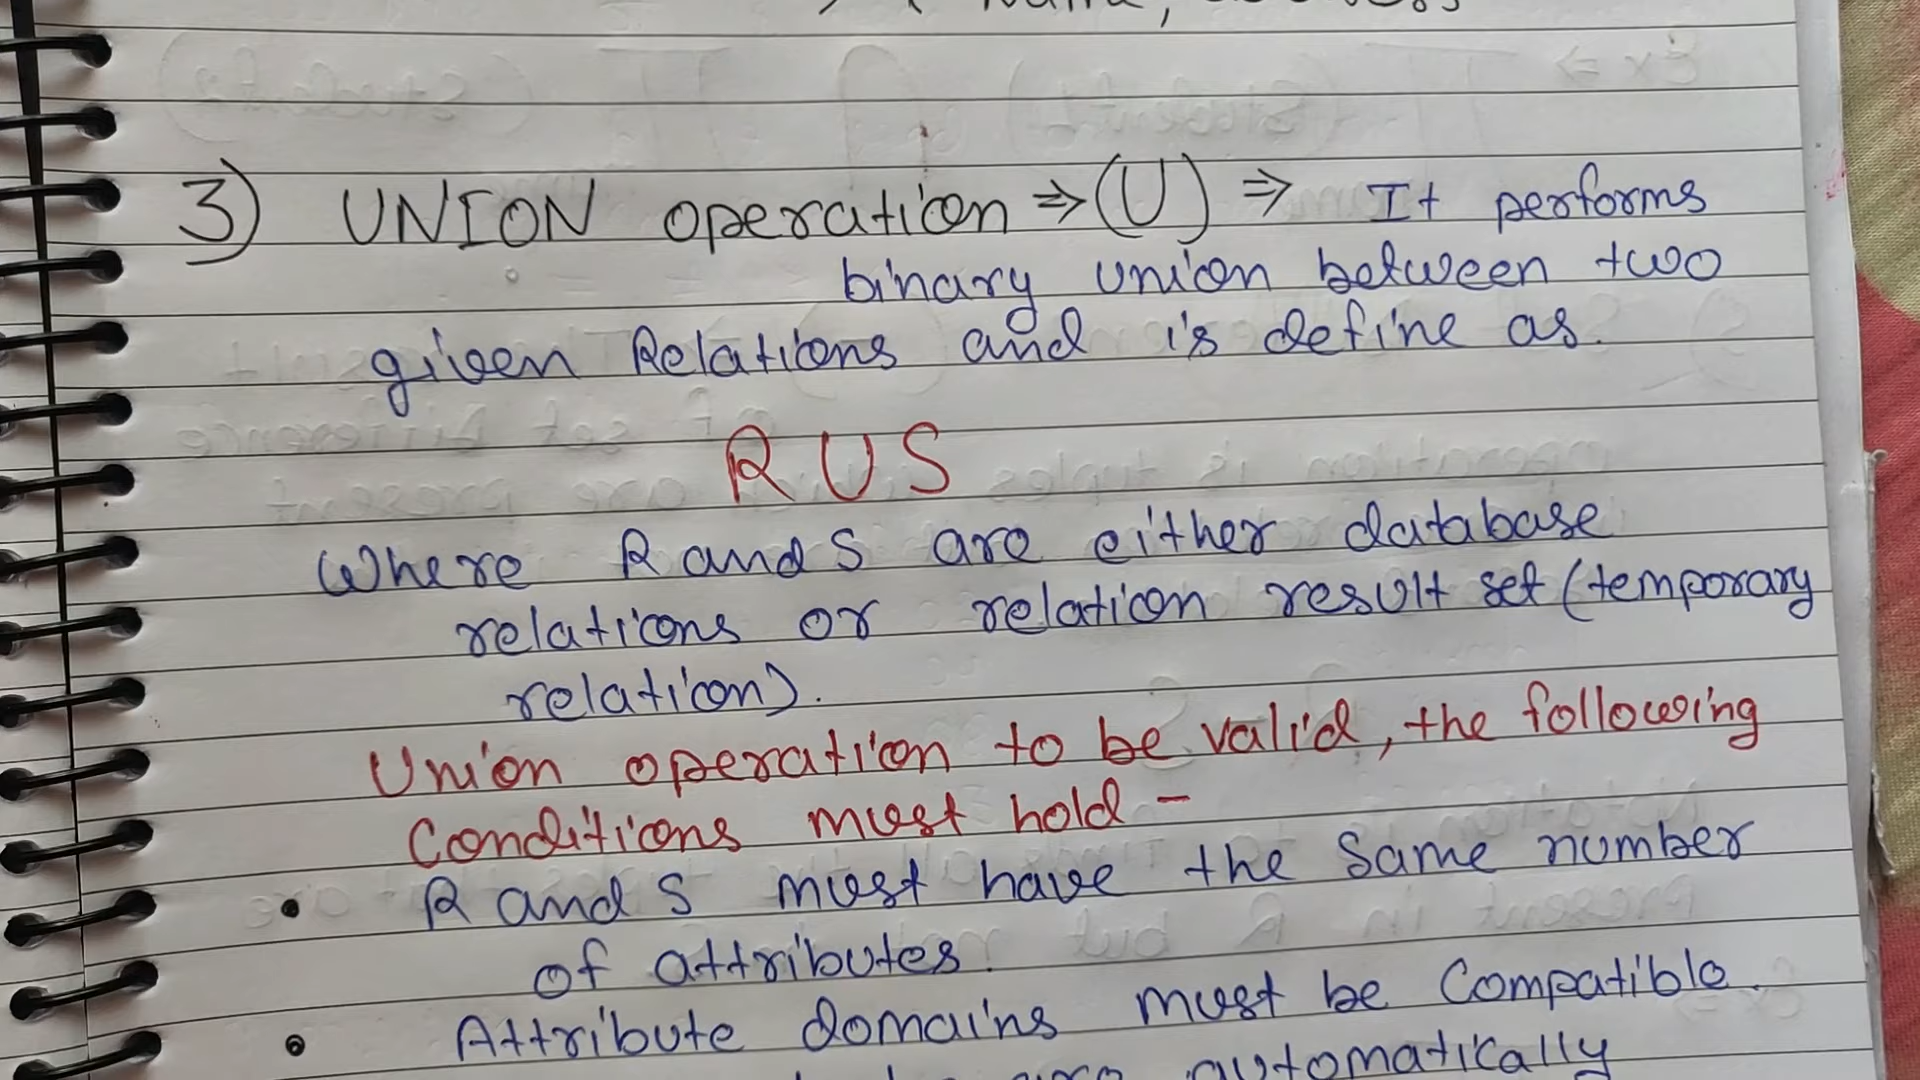 3) UNION operation ⇒ (U) ⇒ It performs
binary union between two
given Relations and is define as.
R U S
Where R and S are either database
relations or relation result set (temporary
relation).
Union operation to be valid, the following
Conditions must hold -
• R and S must have the same number
of attributes.
• Attribute domains must be Compatible.
automatically